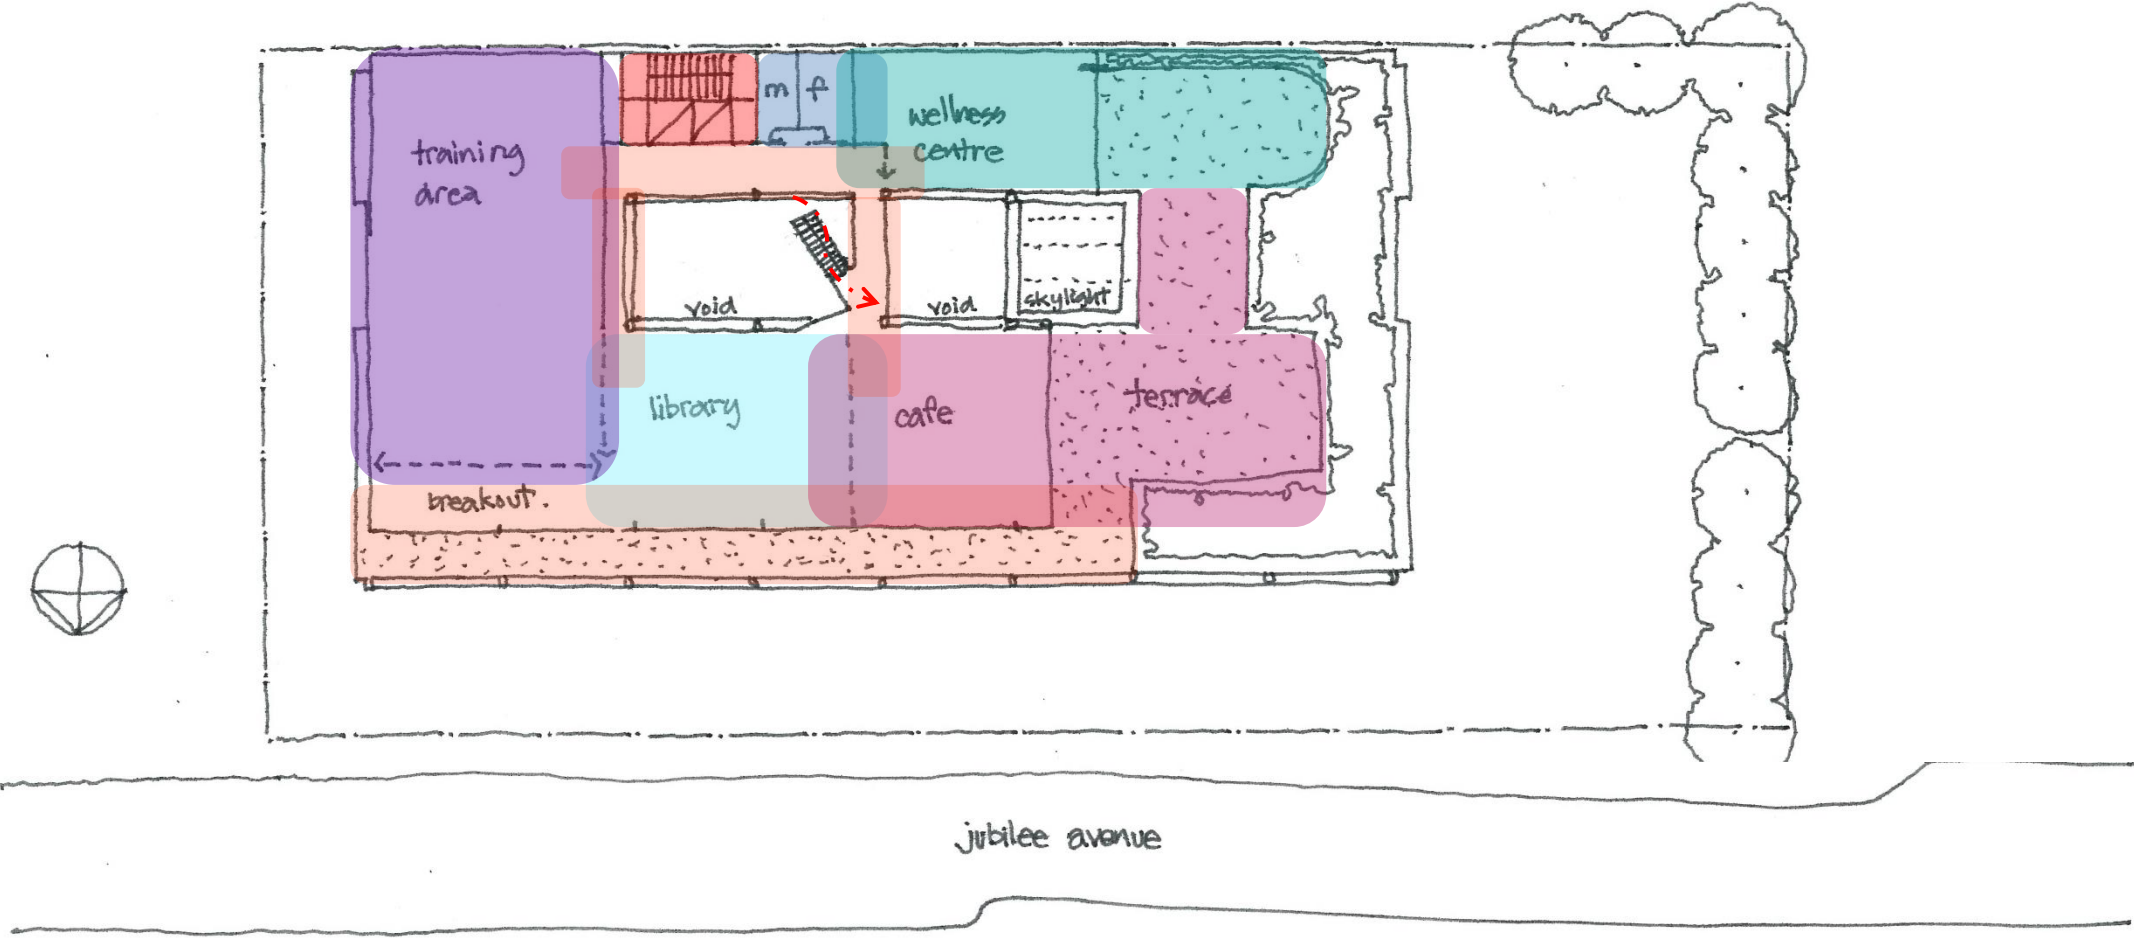 m f
wellness
centre
training
area
void
void
skylight
library
cafe
terrace
breakout.
jubilee avenue